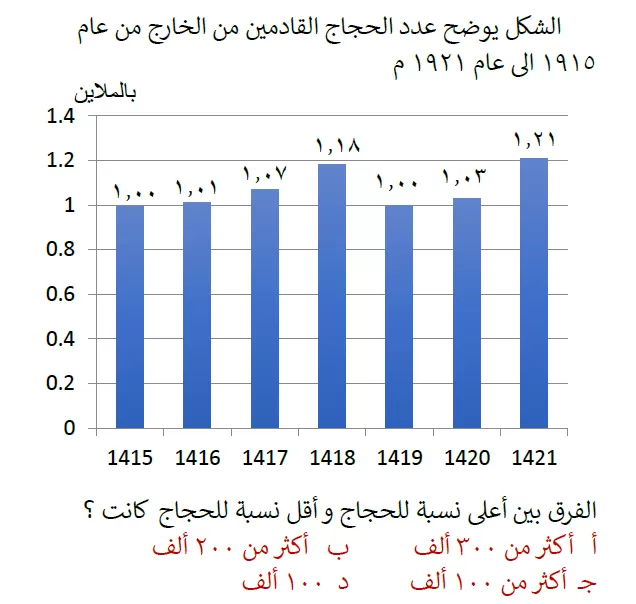 الشكل يوضح عدد الحجاج القادمين من الخارج من عام
١٩١٥ الى عام ١٩٢١ م
بالملاين
1.4
1.2
1
0.8
0.6
0.4
0.2
0
١,٠٠
١,٠١
١,٠٧
١,١٨
١,٠٠
١,٠٣
١,٢١
1415 1416 1417 1418 1419 1420 1421
الفرق بين أعلى نسبة للحجاج و أقل نسبة للحجاج كانت ؟
أ أكثر من ٣٠٠ ألف ب أكثر من ٢٠٠ ألف
جـ أكثر من ١٠٠ ألف د ١٠٠ ألف